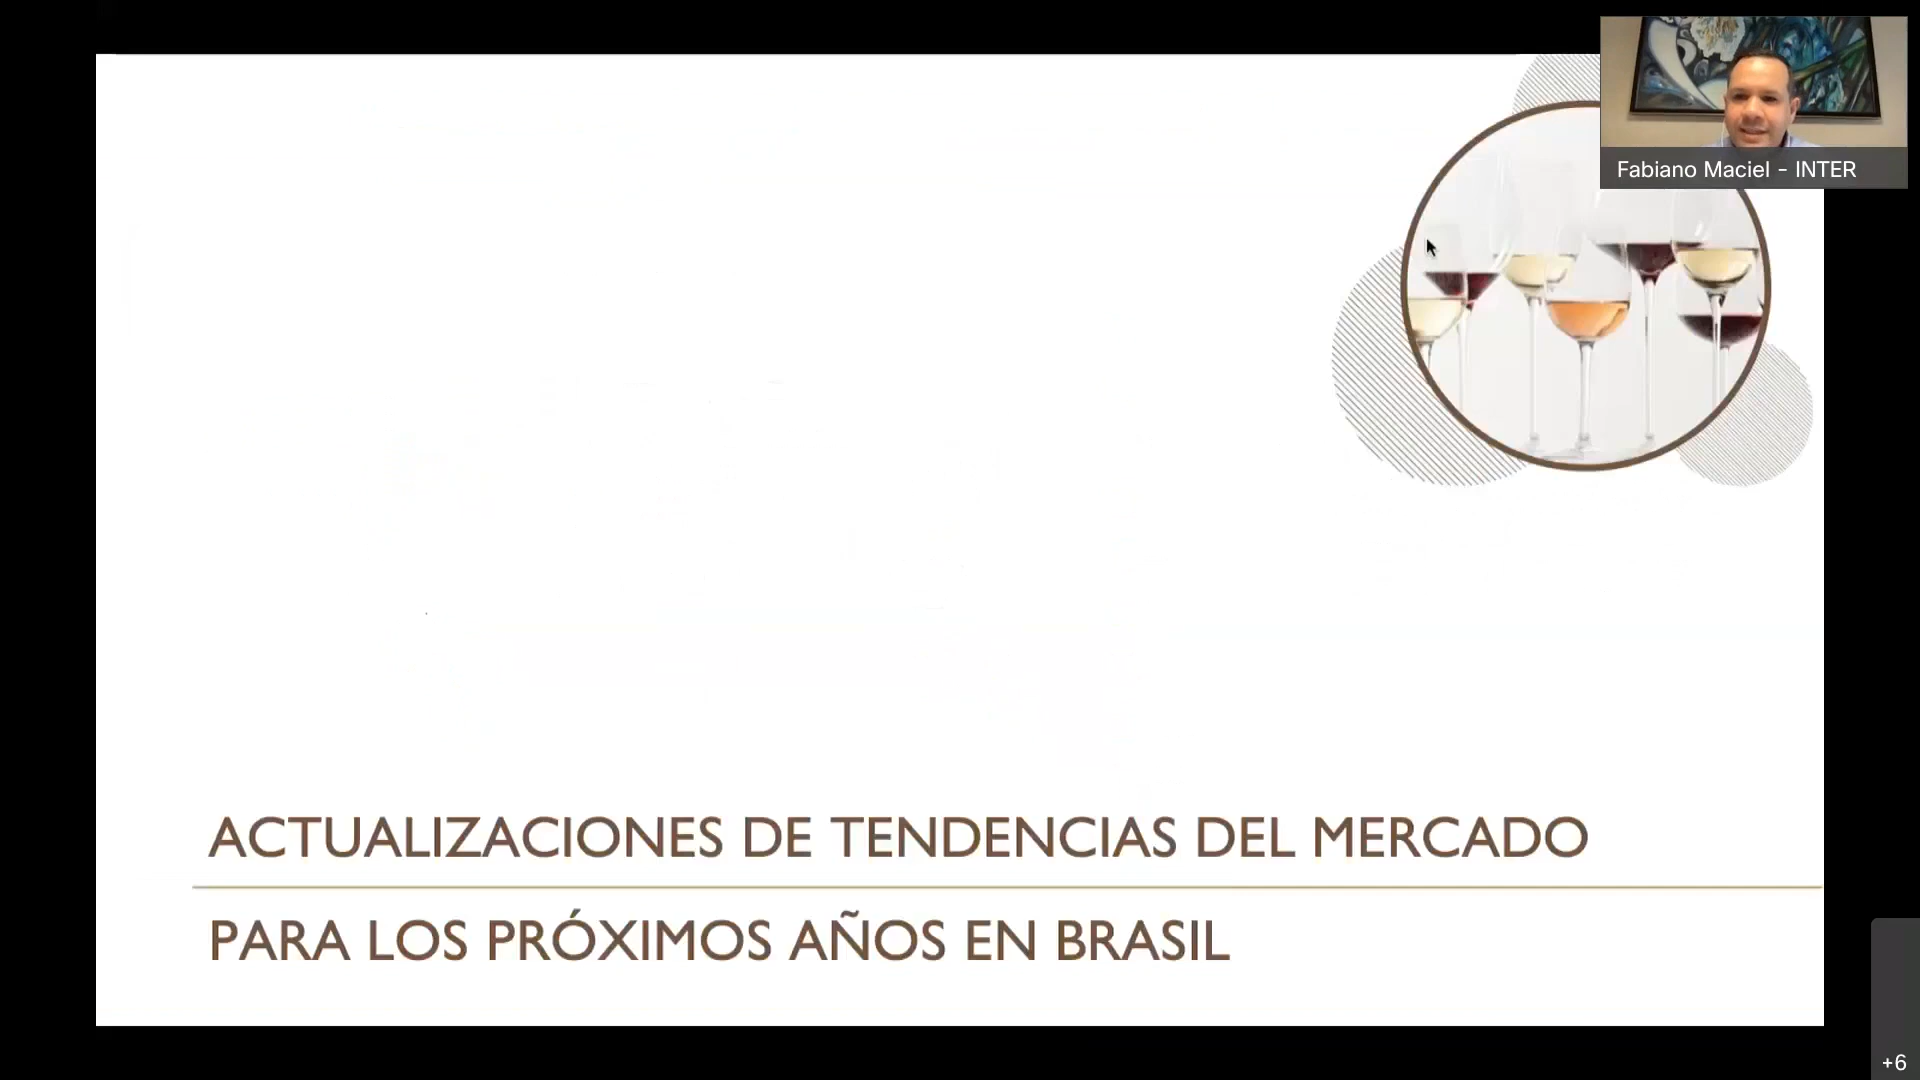 Fabiano Maciel - INTER
ACTUALIZACIONES DE TENDENCIAS DEL MERCADO
PARA LOS PRÓXIMOS AÑOS EN BRASIL
+6